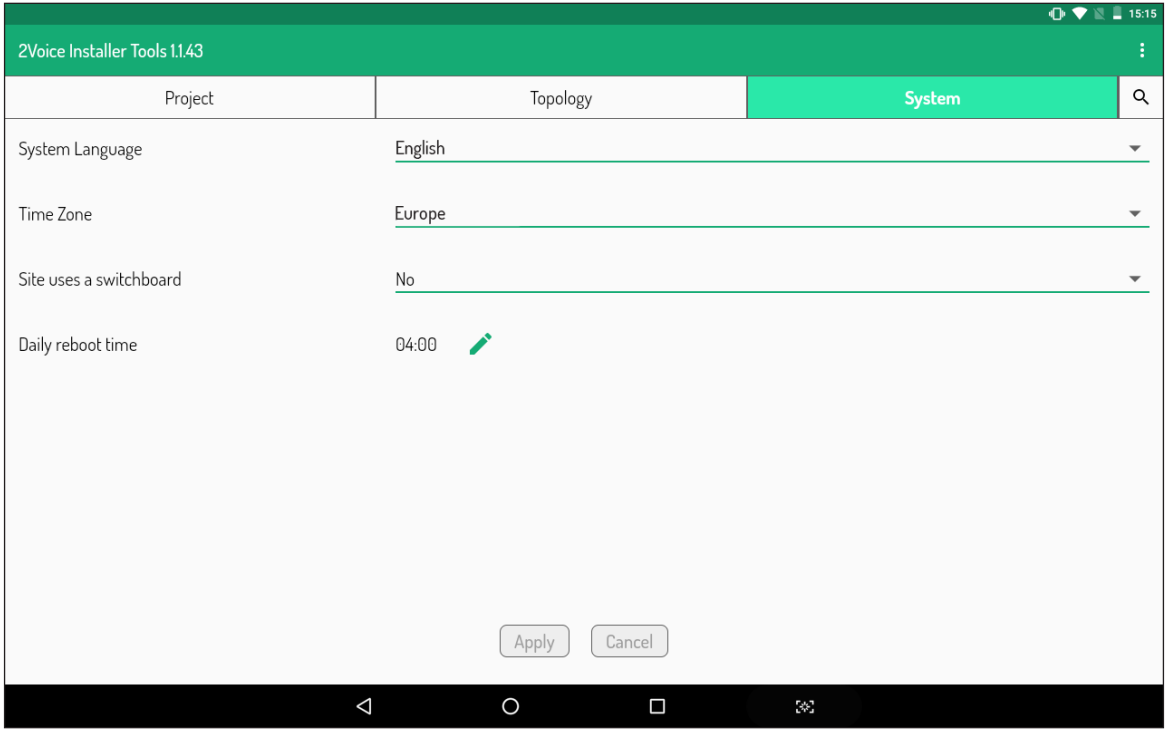 15:15
2Voice Installer Tools 1.1.43
Project Topology System
System Language English
Time Zone Europe
Site uses a switchboard No
Daily reboot time 04:00
Apply Cancel